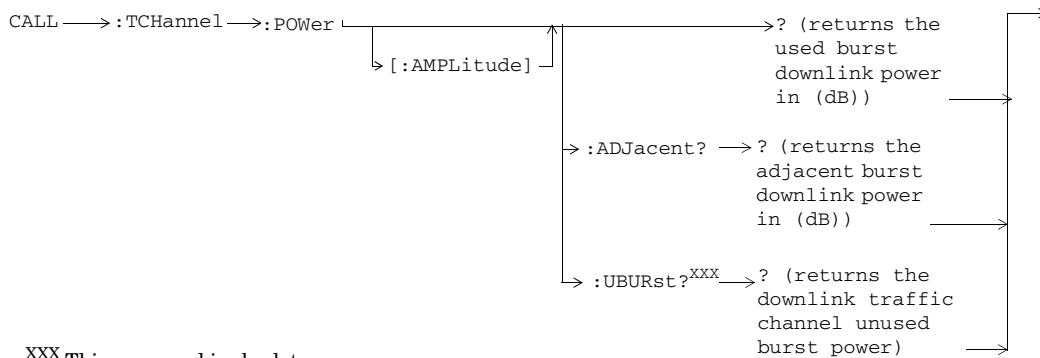 CALL :TCHannel :POWer ? (returns the
used burst
[:AMPLitude]
downlink power
in (dB))
:ADJacent? ? (returns the
adjacent burst
downlink power
in (dB))
:UBURst?XXX ? (returns the
downlink traffic
channel unused
burst power)
XXX